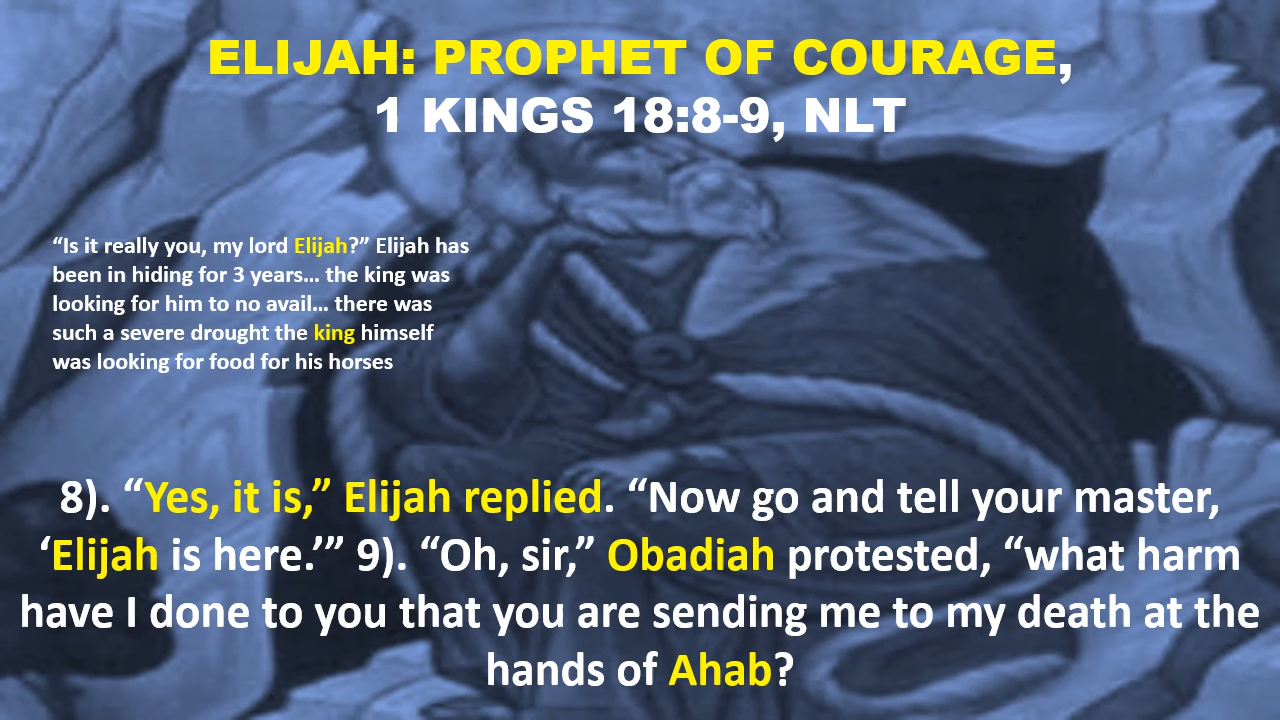 ELIJAH: PROPHET OF COURAGE,
1 KINGS 18:8-9, NLT
“Is it really you, my lord Elijah?” Elijah has
been in hiding for 3 years… the king was
looking for him to no avail… there was
such a severe drought the king himself
was looking for food for his horses
8). “Yes, it is,” Elijah replied. “Now go and tell your master,
‘Elijah is here.’” 9). “Oh, sir,” Obadiah protested, “what harm
have I done to you that you are sending me to my death at the
hands of Ahab?